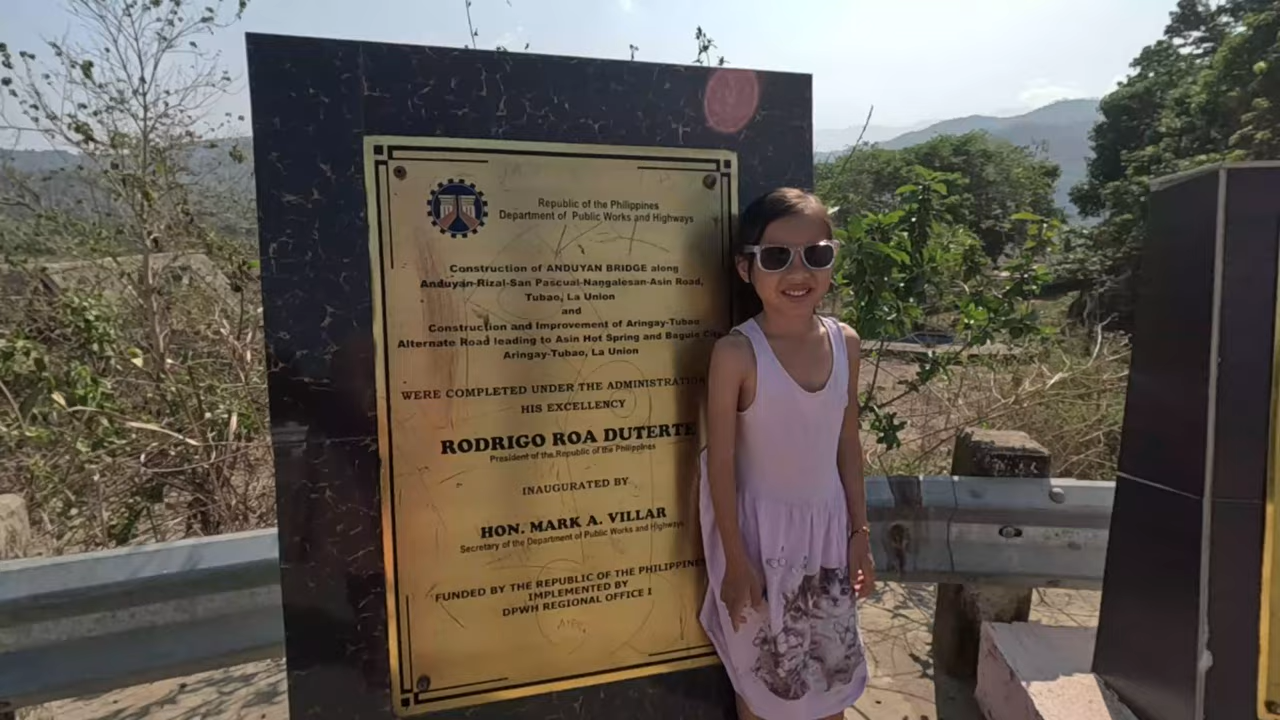 Republic of the Philippines
Department of Public Works and Highways
Construction of ANDUYAN BRIDGE along
Anduyan-Rizal-San Pascual-Nangalesan-Asin Road,
Tubao, La Union
and
Construction and Improvement of Aringay-Tubao
Alternate Road leading to Asin Hot Spring and Baguio
Aringay-Tubao, La Union
WERE COMPLETED UNDER THE ADMINISTRATION
HIS EXCELLENCY
RODRIGO ROA DUTERTE
President of the Republic of the Philippines
INAUGURATED BY
HON. MARK A. VILLAR
Secretary of the Department of Public Works and Highways
FUNDED BY THE REPUBLIC OF THE PHILIPPINES
IMPLEMENTED BY
DPWH REGIONAL OFFICE I